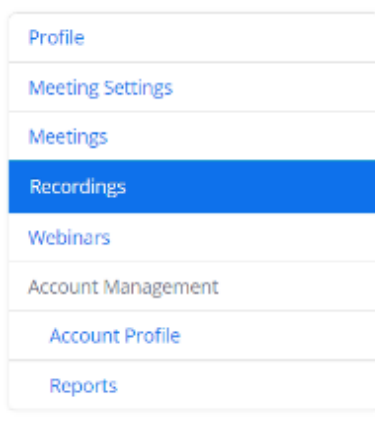 Profile
Meeting Settings
Meetings
Recordings
Webinars
Account Management
Account Profile
Reports